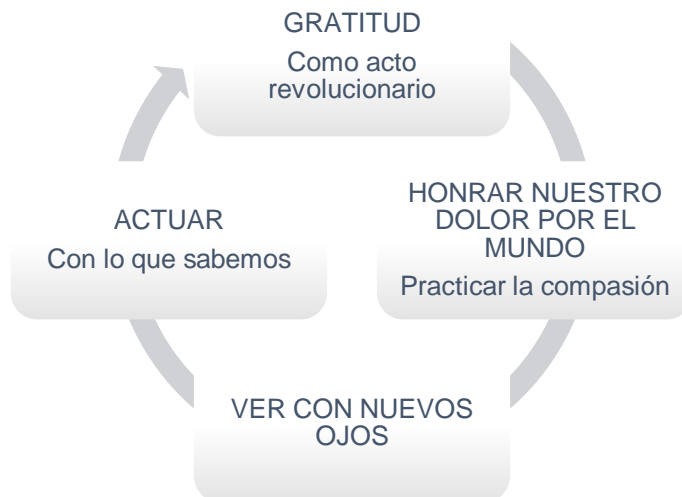 GRATITUD
Como acto
revolucionario
HONRAR NUESTRO
DOLOR POR EL
MUNDO
Practicar la compasión
VER CON NUEVOS
OJOS
ACTUAR
Con lo que sabemos